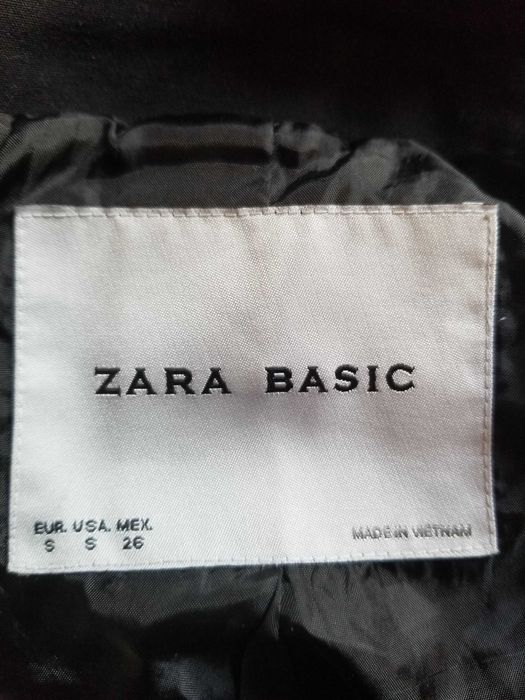 ZARA BASIC
EUR. USA. MEX.
S S 26
MADE IN VIETNAM